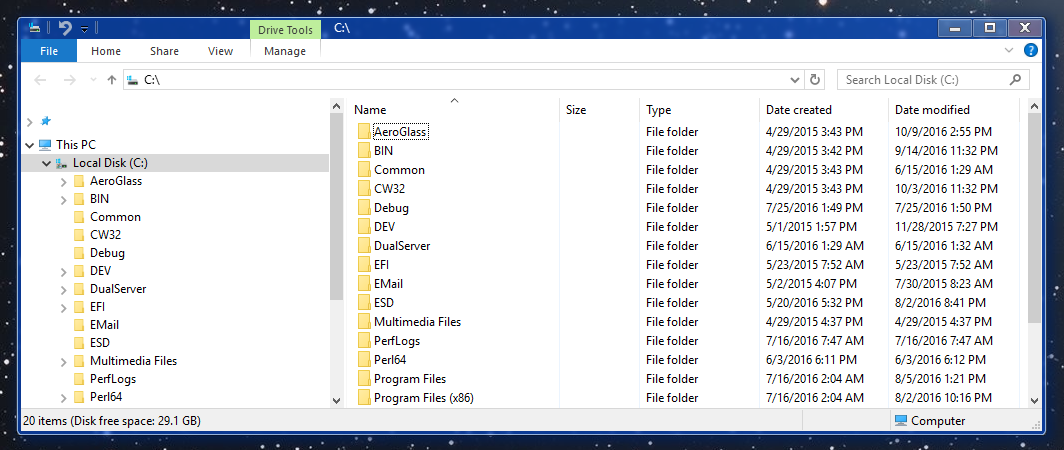 Drive Tools C:\
File Home Share View Manage
C:\ Search Local Disk (C:)
This PC
Local Disk (C:)
AeroGlass
BIN
Common
CW32
Debug
DEV
DualServer
EFI
EMail
ESD
Multimedia Files
PerfLogs
Perl64
Name Size Type Date created Date modified
AeroGlass File folder 4/29/2015 3:43 PM 10/9/2016 2:55 PM
BIN File folder 4/29/2015 3:42 PM 9/14/2016 11:32 PM
Common File folder 4/29/2015 3:43 PM 6/15/2016 1:29 AM
CW32 File folder 4/29/2015 3:43 PM 10/3/2016 11:32 PM
Debug File folder 7/25/2016 1:49 PM 7/25/2016 1:50 PM
DEV File folder 5/1/2015 1:57 PM 11/28/2015 7:27 PM
DualServer File folder 6/15/2016 1:29 AM 6/15/2016 1:32 AM
EFI File folder 5/23/2015 7:52 AM 5/23/2015 7:52 AM
EMail File folder 5/2/2015 4:07 PM 7/30/2015 8:23 AM
ESD File folder 5/20/2016 5:32 PM 8/2/2016 8:41 PM
Multimedia Files File folder 4/29/2015 4:37 PM 4/29/2015 4:37 PM
PerfLogs File folder 7/16/2016 7:47 AM 7/16/2016 7:47 AM
Perl64 File folder 6/3/2016 6:11 PM 6/3/2016 6:12 PM
Program Files File folder 7/16/2016 2:04 AM 8/5/2016 1:21 PM
Program Files (x86) File folder 7/16/2016 2:04 AM 8/2/2016 10:16 PM
20 items (Disk free space: 29.1 GB) Computer